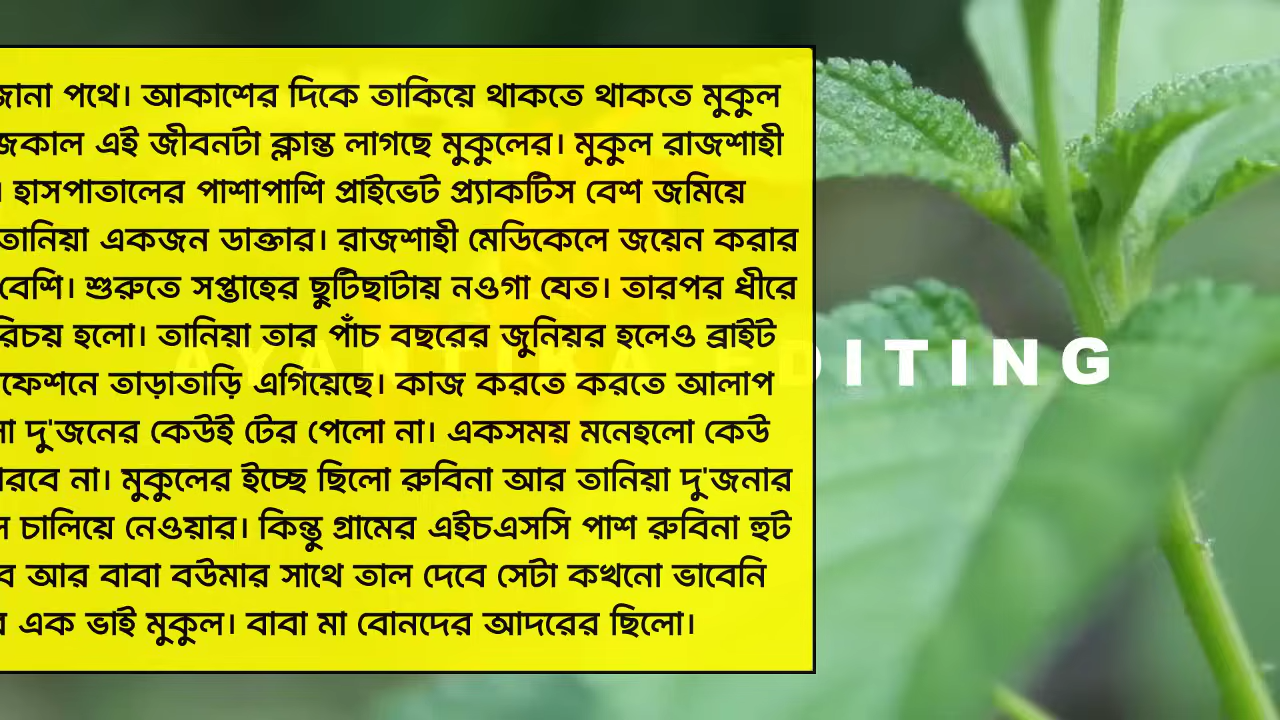 জানা পথে। আকাশের দিকে তাকিয়ে থাকতে থাকতে মুকুল
জকাল এই জীবনটা ক্লান্ত লাগছে মুকুলের। মুকুল রাজশাহী
। হাসপাতালের পাশাপাশি প্রাইভেট প্র্যাকটিস বেশ জমিয়ে
তানিয়া একজন ডাক্তার। রাজশাহী মেডিকেলে জয়েন করার
বেশি। শুরুতে সপ্তাহের ছুটিছাটায় নওগা যেত। তারপর ধীরে
রিচয় হলো। তানিয়া তার পাঁচ বছরের জুনিয়র হলেও ব্রাইট
ফেশনে তাড়াতাড়ি এগিয়েছে। কাজ করতে করতে আলাপ
দু'জনের কেউই টের পেলো না। একসময় মনেহলো কেউ
রবে না। মুকুলের ইচ্ছে ছিলো রুবিনা আর তানিয়া দু'জনার
চালিয়ে নেওয়ার। কিন্তু গ্রামের এইচএসসি পাশ রুবিনা হুট
ব আর বাবা বউমার সাথে তাল দেবে সেটা কখনো ভাবেনি
র এক ভাই মুকুল। বাবা মা বোনদের আদরের ছিলো।
AYANTIKA EDITING